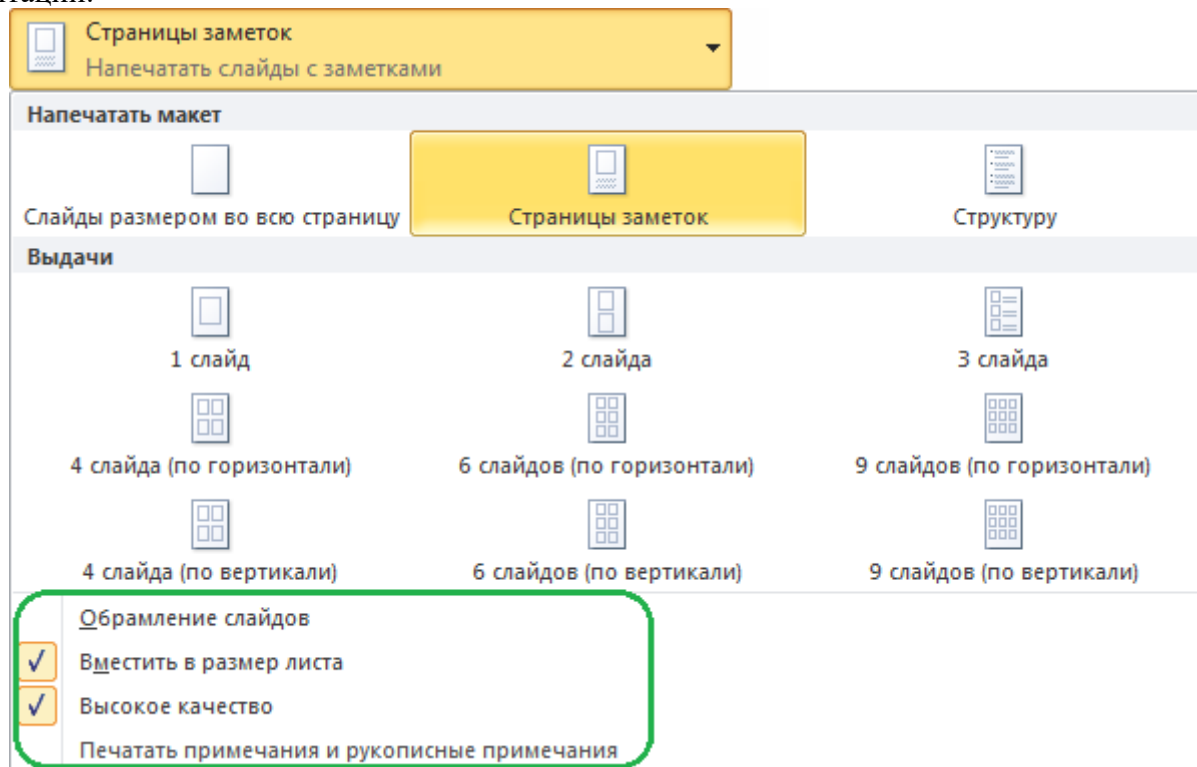 Страницы заметок
Напечатать слайды с заметками
Напечатать макет
Слайды размером во всю страницу Страницы заметок Структуру
Выдачи
1 слайд 2 слайда 3 слайда
4 слайда (по горизонтали) 6 слайдов (по горизонтали) 9 слайдов (по горизонтали)
4 слайда (по вертикали) 6 слайдов (по вертикали) 9 слайдов (по вертикали)
Обрамление слайдов
Вместить в размер листа
Высокое качество
Печатать примечания и рукописные примечания